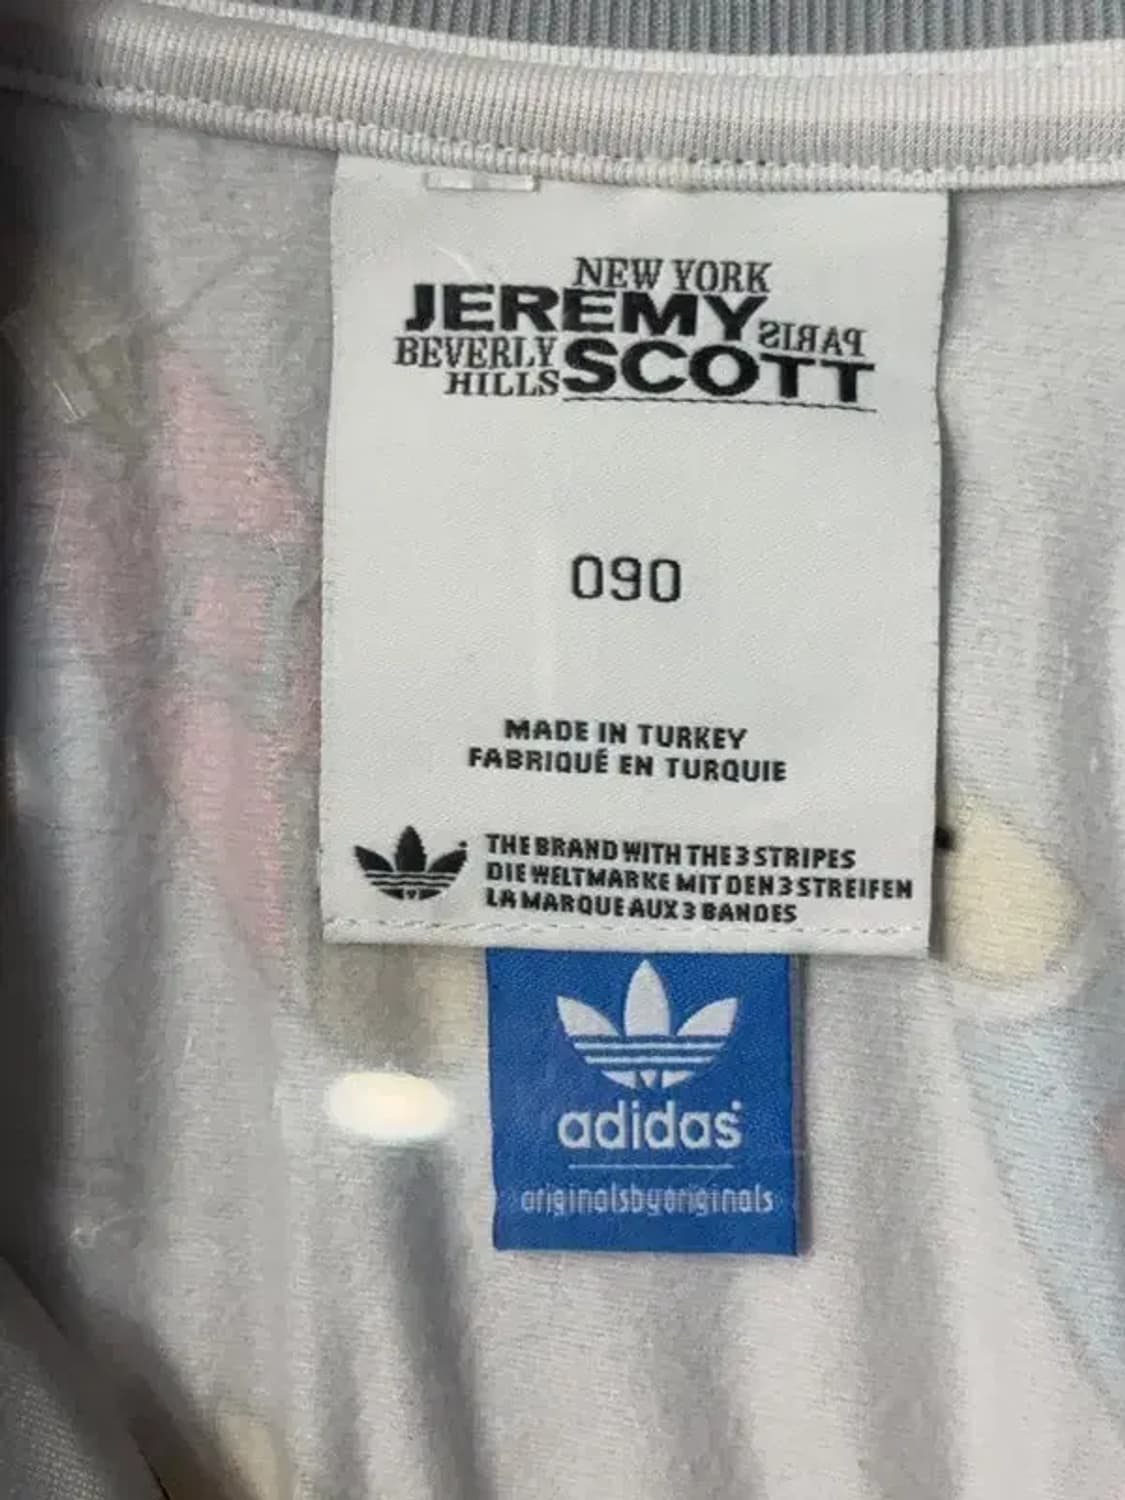 NEW YORK
JEREMY
PARIS
BEVERLY
HILLS
SCOTT
090
MADE IN TURKEY
FABRIQUÉ EN TURQUIE
THE BRAND WITH THE 3 STRIPES
DIE WELTMARKE MIT DEN 3 STREIFEN
LA MARQUE AUX 3 BANDES
adidas
originalsbyoriginals